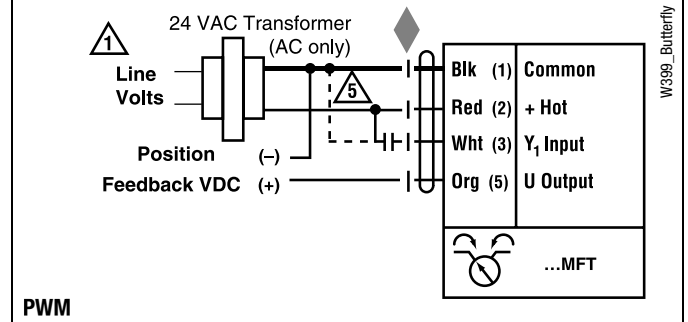 24 VAC Transformer
(AC only)
1
Line
Volts
5
Blk (1) Common
Red (2) + Hot
Wht (3) Y1 Input
Org (5) U Output
Position (–)
Feedback VDC (+)
...MFT
PWM
W399_Butterfly